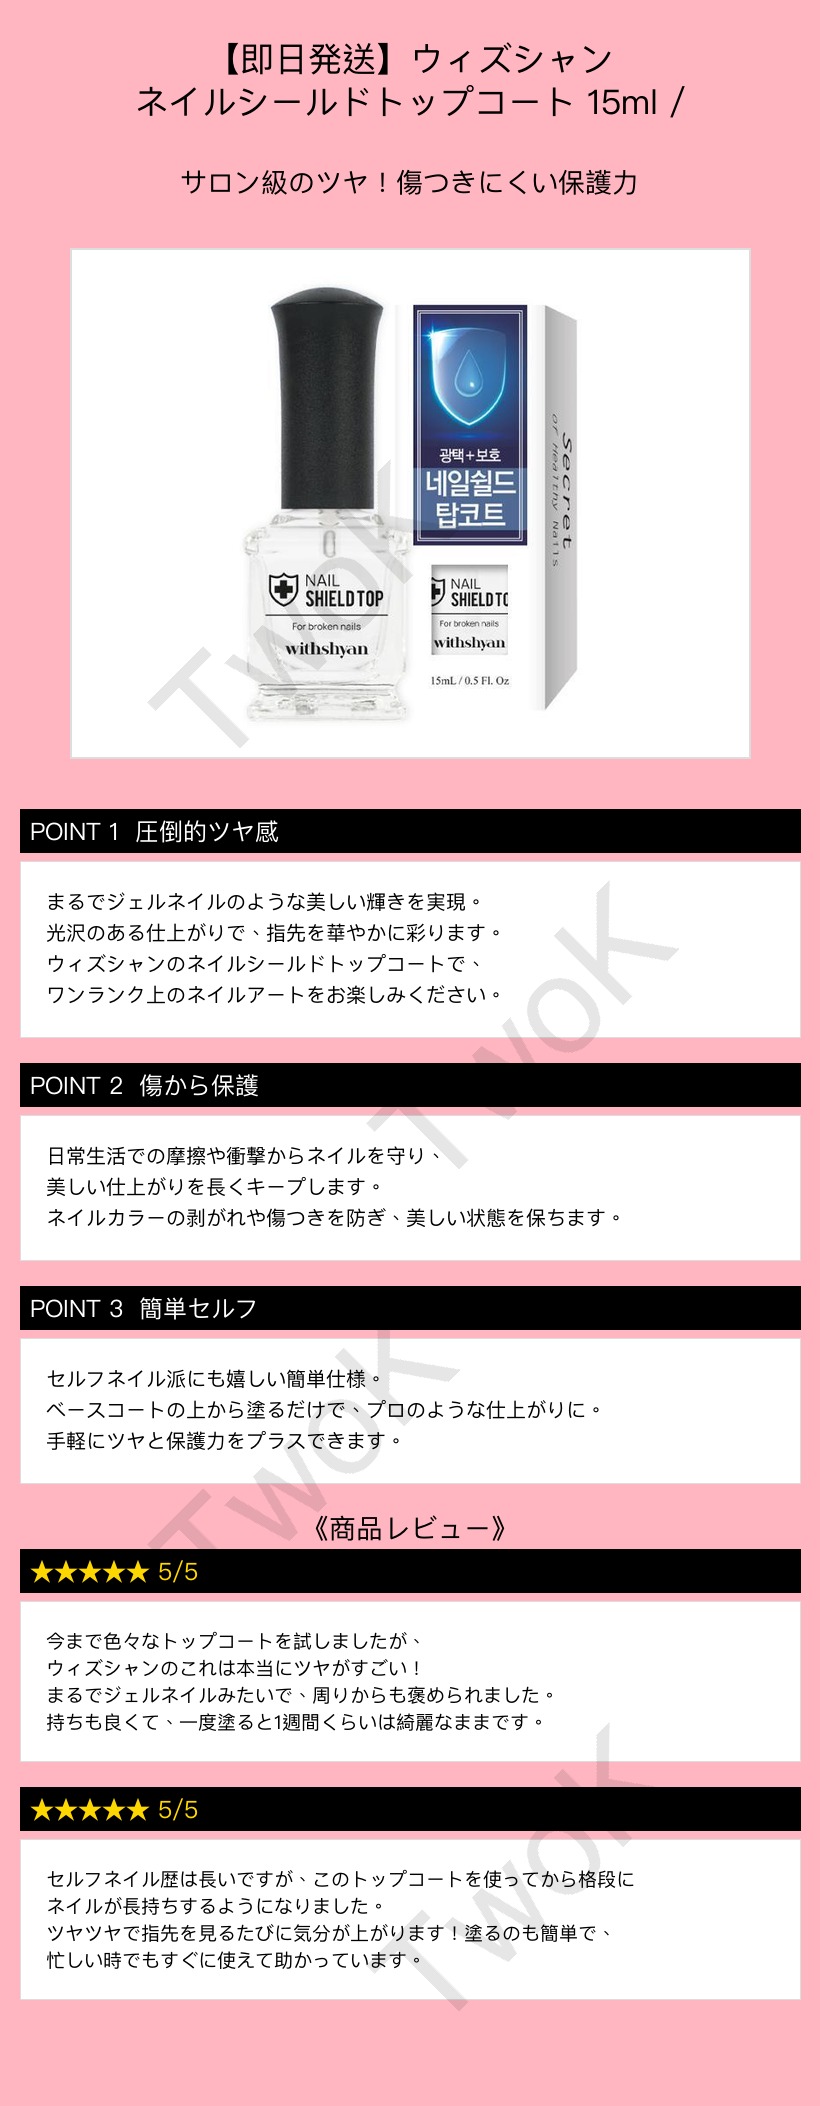 【即日発送】ウィズシャン
ネイルシールドトップコート 15ml /
サロン級のツヤ！傷つきにくい保護力
광택+보호
네일쉴드
탑코트
Secret
of Healthy Nails
NAIL
SHIELD TOP
For broken nails
withshyan
NAIL
SHIELD TO
For broken nails
withshyan
15mL / 0.5 Fl. Oz
TwoK
POINT 1 圧倒的ツヤ感
まるでジェルネイルのような美しい輝きを実現。
光沢のある仕上がりで、指先を華やかに彩ります。
ウィズシャンのネイルシールドトップコートで、
ワンランク上のネイルアートをお楽しみください。
TwoK
POINT 2 傷から保護
日常生活での摩擦や衝撃からネイルを守り、
美しい仕上がりを長くキープします。
ネイルカラーの剥がれや傷つきを防ぎ、美しい状態を保ちます。
POINT 3 簡単セルフ
セルフネイル派にも嬉しい簡単仕様。
ベースコートの上から塗るだけで、プロのような仕上がりに。
手軽にツヤと保護力をプラスできます。
TwoK
《商品レビュー》
★★★★★ 5/5
今まで色々なトップコートを試しましたが、
ウィズシャンのこれは本当にツヤがすごい！
まるでジェルネイルみたいで、周りからも褒められました。
持ちも良くて、一度塗ると1週間くらいは綺麗なままです。
★★★★★ 5/5
セルフネイル歴は長いですが、このトップコートを使ってから格段に
ネイルが長持ちするようになりました。
ツヤツヤで指先を見るたびに気分が上がります！塗るのも簡単で、
忙しい時でもすぐに使えて助かっています。
TwoK